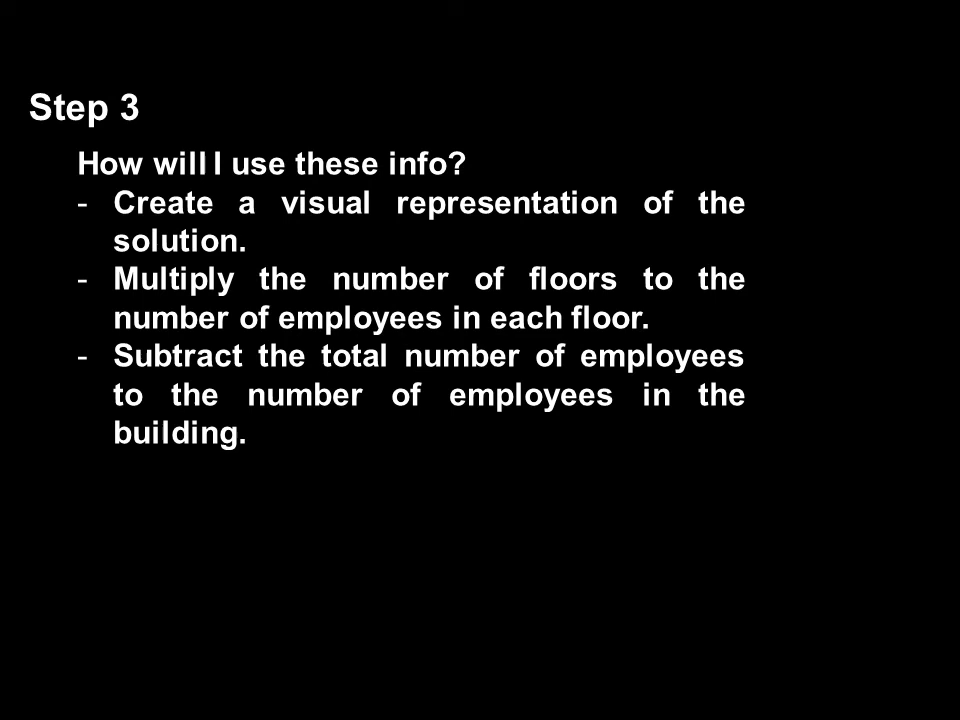 Step 3
How will I use these info?
- Create a visual representation of the
solution.
- Multiply the number of floors to the
number of employees in each floor.
- Subtract the total number of employees
to the number of employees in the
building.